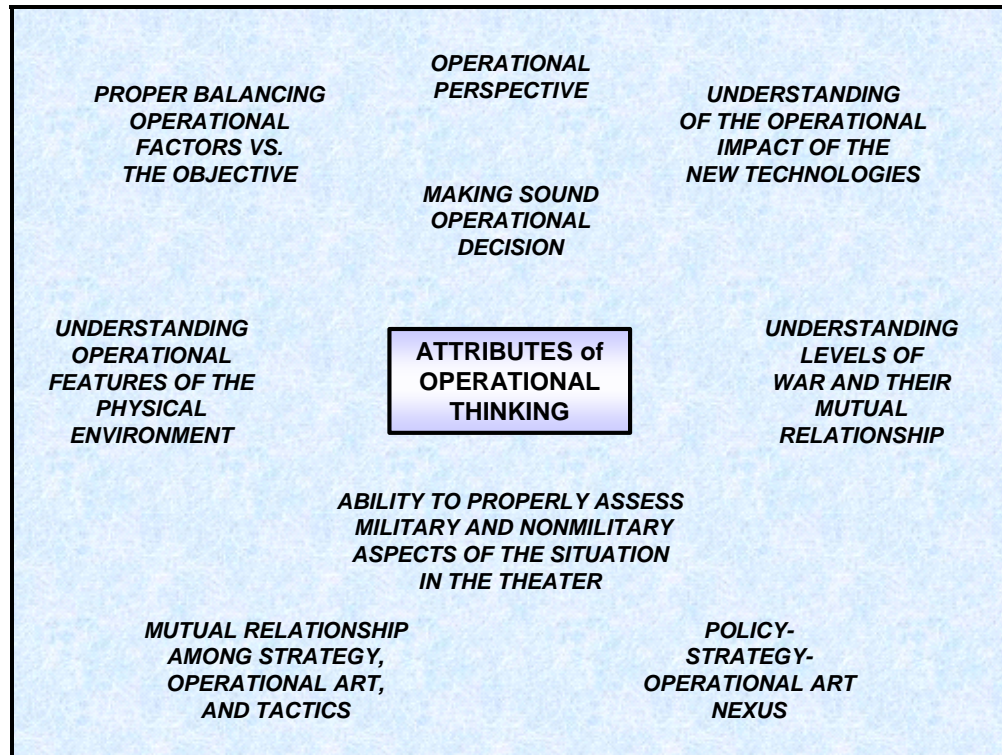 OPERATIONAL
PERSPECTIVE
PROPER BALANCING
OPERATIONAL
FACTORS VS.
THE OBJECTIVE
UNDERSTANDING
OF THE OPERATIONAL
IMPACT OF THE
NEW TECHNOLOGIES
MAKING SOUND
OPERATIONAL
DECISION
UNDERSTANDING
OPERATIONAL
FEATURES OF THE
PHYSICAL
ENVIRONMENT
ATTRIBUTES of
OPERATIONAL
THINKING
UNDERSTANDING
LEVELS OF
WAR AND THEIR
MUTUAL
RELATIONSHIP
ABILITY TO PROPERLY ASSESS
MILITARY AND NONMILITARY
ASPECTS OF THE SITUATION
IN THE THEATER
MUTUAL RELATIONSHIP
AMONG STRATEGY,
OPERATIONAL ART,
AND TACTICS
POLICY-
STRATEGY-
OPERATIONAL ART
NEXUS